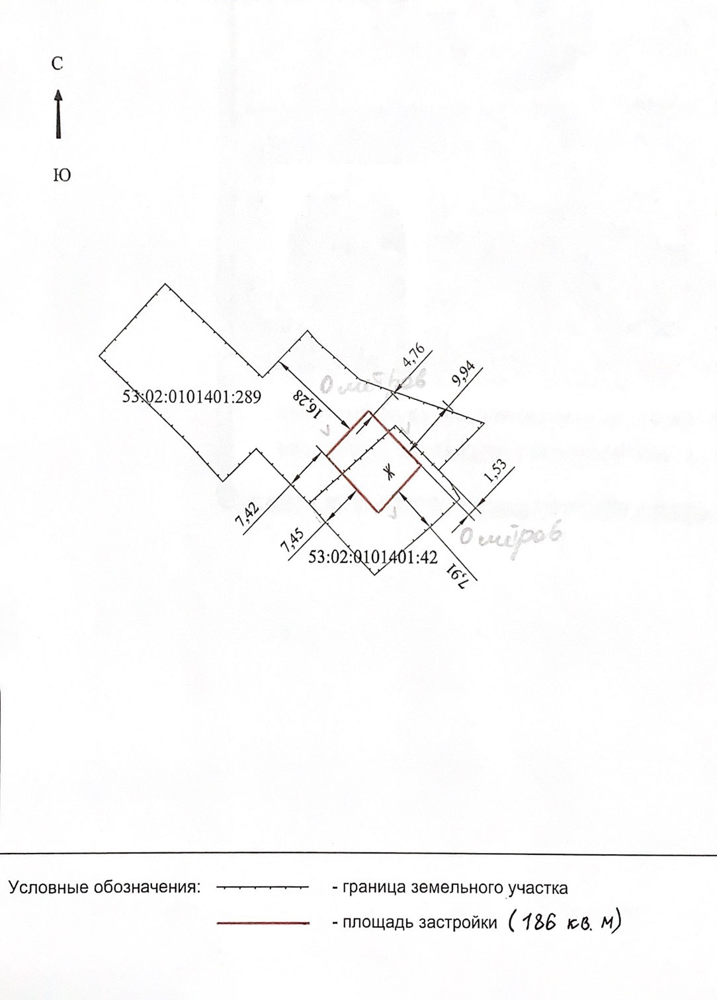 С
Ю
4,76
9,94
0 метров
53:02:0101401:289
16,28
1,53
Ж
7,42
7,45
0 метров
53:02:0101401:42
7,91
Условные обозначения: - граница земельного участка
- площадь застройки (186 кв. м)